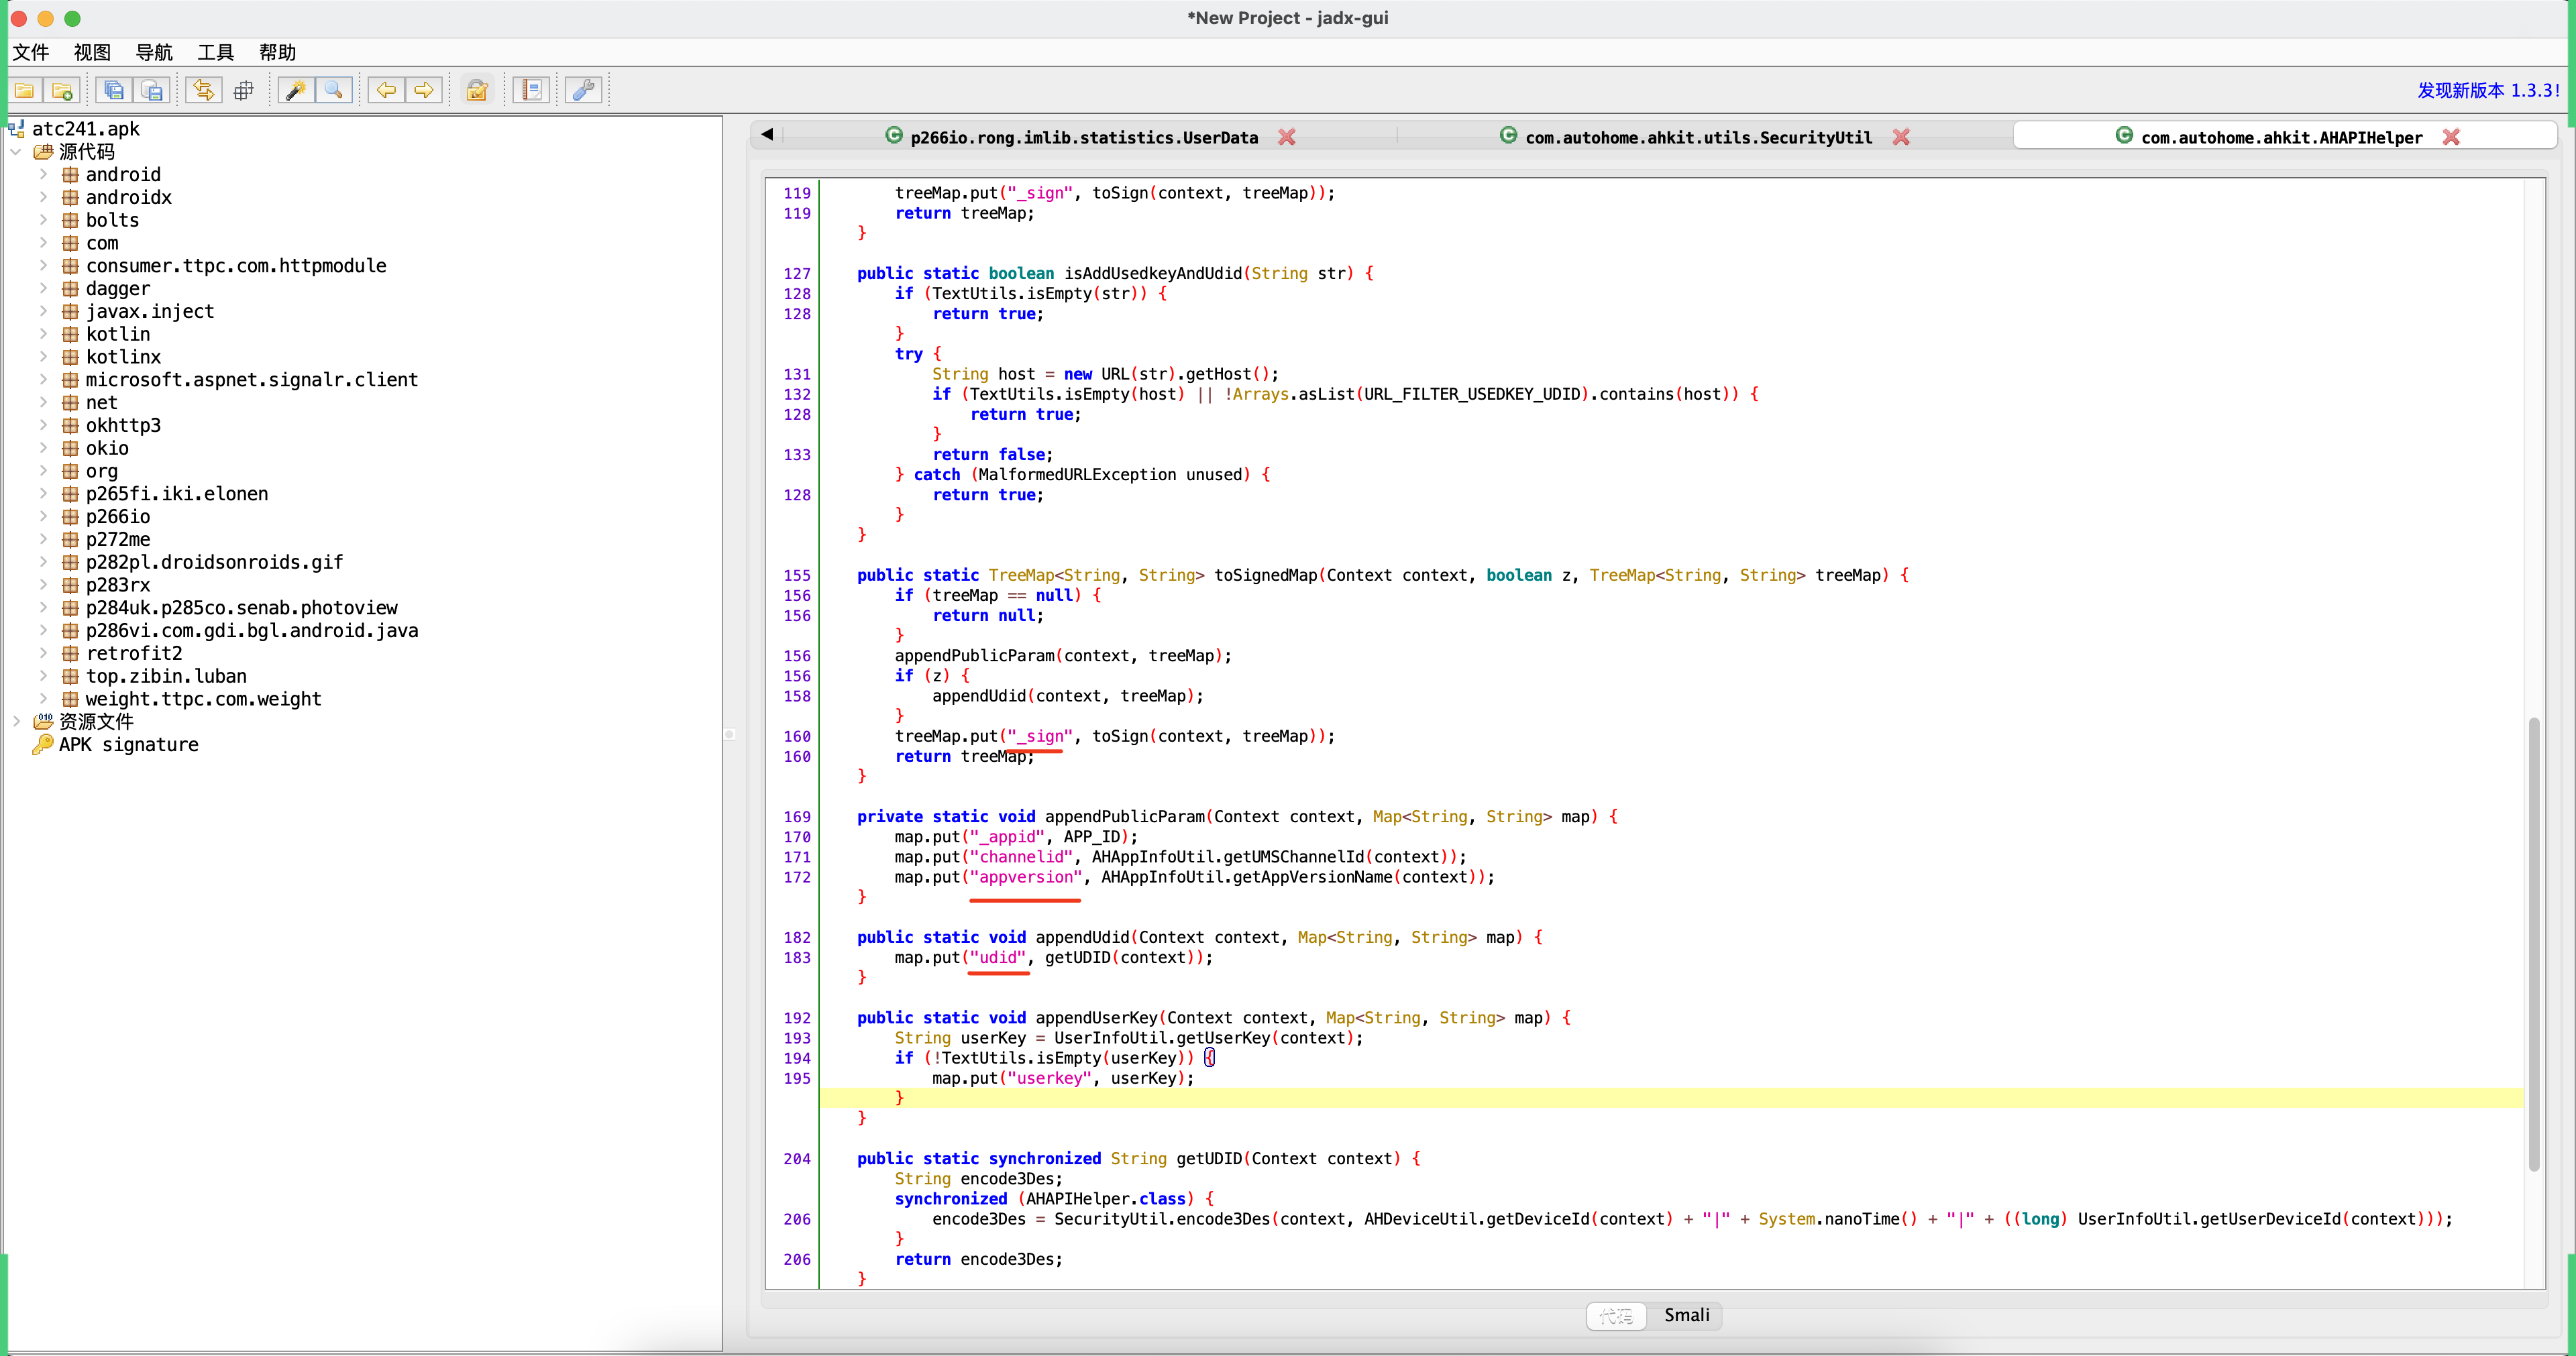 *New Project - jadx-gui
文件 视图 导航 工具 帮助
发现新版本 1.3.3!
atc241.apk
源代码
android
androidx
bolts
com
consumer.ttpc.com.httpmodule
dagger
javax.inject
kotlin
kotlinx
microsoft.aspnet.signalr.client
net
okhttp3
okio
org
p265fi.iki.elonen
p266io
p272me
p282pl.droidsonroids.gif
p283rx
p284uk.p285co.senab.photoview
p286vi.com.gdi.bgl.android.java
retrofit2
top.zibin.luban
weight.ttpc.com.weight
资源文件
APK signature
p266io.rong.imlib.statistics.UserData com.autohome.ahkit.utils.SecurityUtil com.autohome.ahkit.AHAPIHelper
119 treeMap.put("_sign", toSign(context, treeMap));
119 return treeMap;
}
127 public static boolean isAddUsedkeyAndUdid(String str) {
128 if (TextUtils.isEmpty(str)) {
128 return true;
}
try {
131 String host = new URL(str).getHost();
132 if (TextUtils.isEmpty(host) || !Arrays.asList(URL_FILTER_USEDKEY_UDID).contains(host)) {
128 return true;
}
133 return false;
} catch (MalformedURLException unused) {
128 return true;
}
}
155 public static TreeMap<String, String> toSignedMap(Context context, boolean z, TreeMap<String, String> treeMap) {
156 if (treeMap == null) {
156 return null;
}
156 appendPublicParam(context, treeMap);
156 if (z) {
158 appendUdid(context, treeMap);
}
160 treeMap.put("_sign", toSign(context, treeMap));
160 return treeMap;
}
169 private static void appendPublicParam(Context context, Map<String, String> map) {
170 map.put("_appid", APP_ID);
171 map.put("channelid", AHAppInfoUtil.getUMSChannelId(context));
172 map.put("appversion", AHAppInfoUtil.getAppVersionName(context));
}
182 public static void appendUdid(Context context, Map<String, String> map) {
183 map.put("udid", getUDID(context));
}
192 public static void appendUserKey(Context context, Map<String, String> map) {
193 String userKey = UserInfoUtil.getUserKey(context);
194 if (!TextUtils.isEmpty(userKey)) {
195 map.put("userkey", userKey);
}
}
204 public static synchronized String getUDID(Context context) {
String encode3Des;
synchronized (AHAPIHelper.class) {
206 encode3Des = SecurityUtil.encode3Des(context, AHDeviceUtil.getDeviceId(context) + "|" + System.nanoTime() + "|" + ((long) UserInfoUtil.getUserDeviceId(context)));
}
206 return encode3Des;
}
代码 Smali